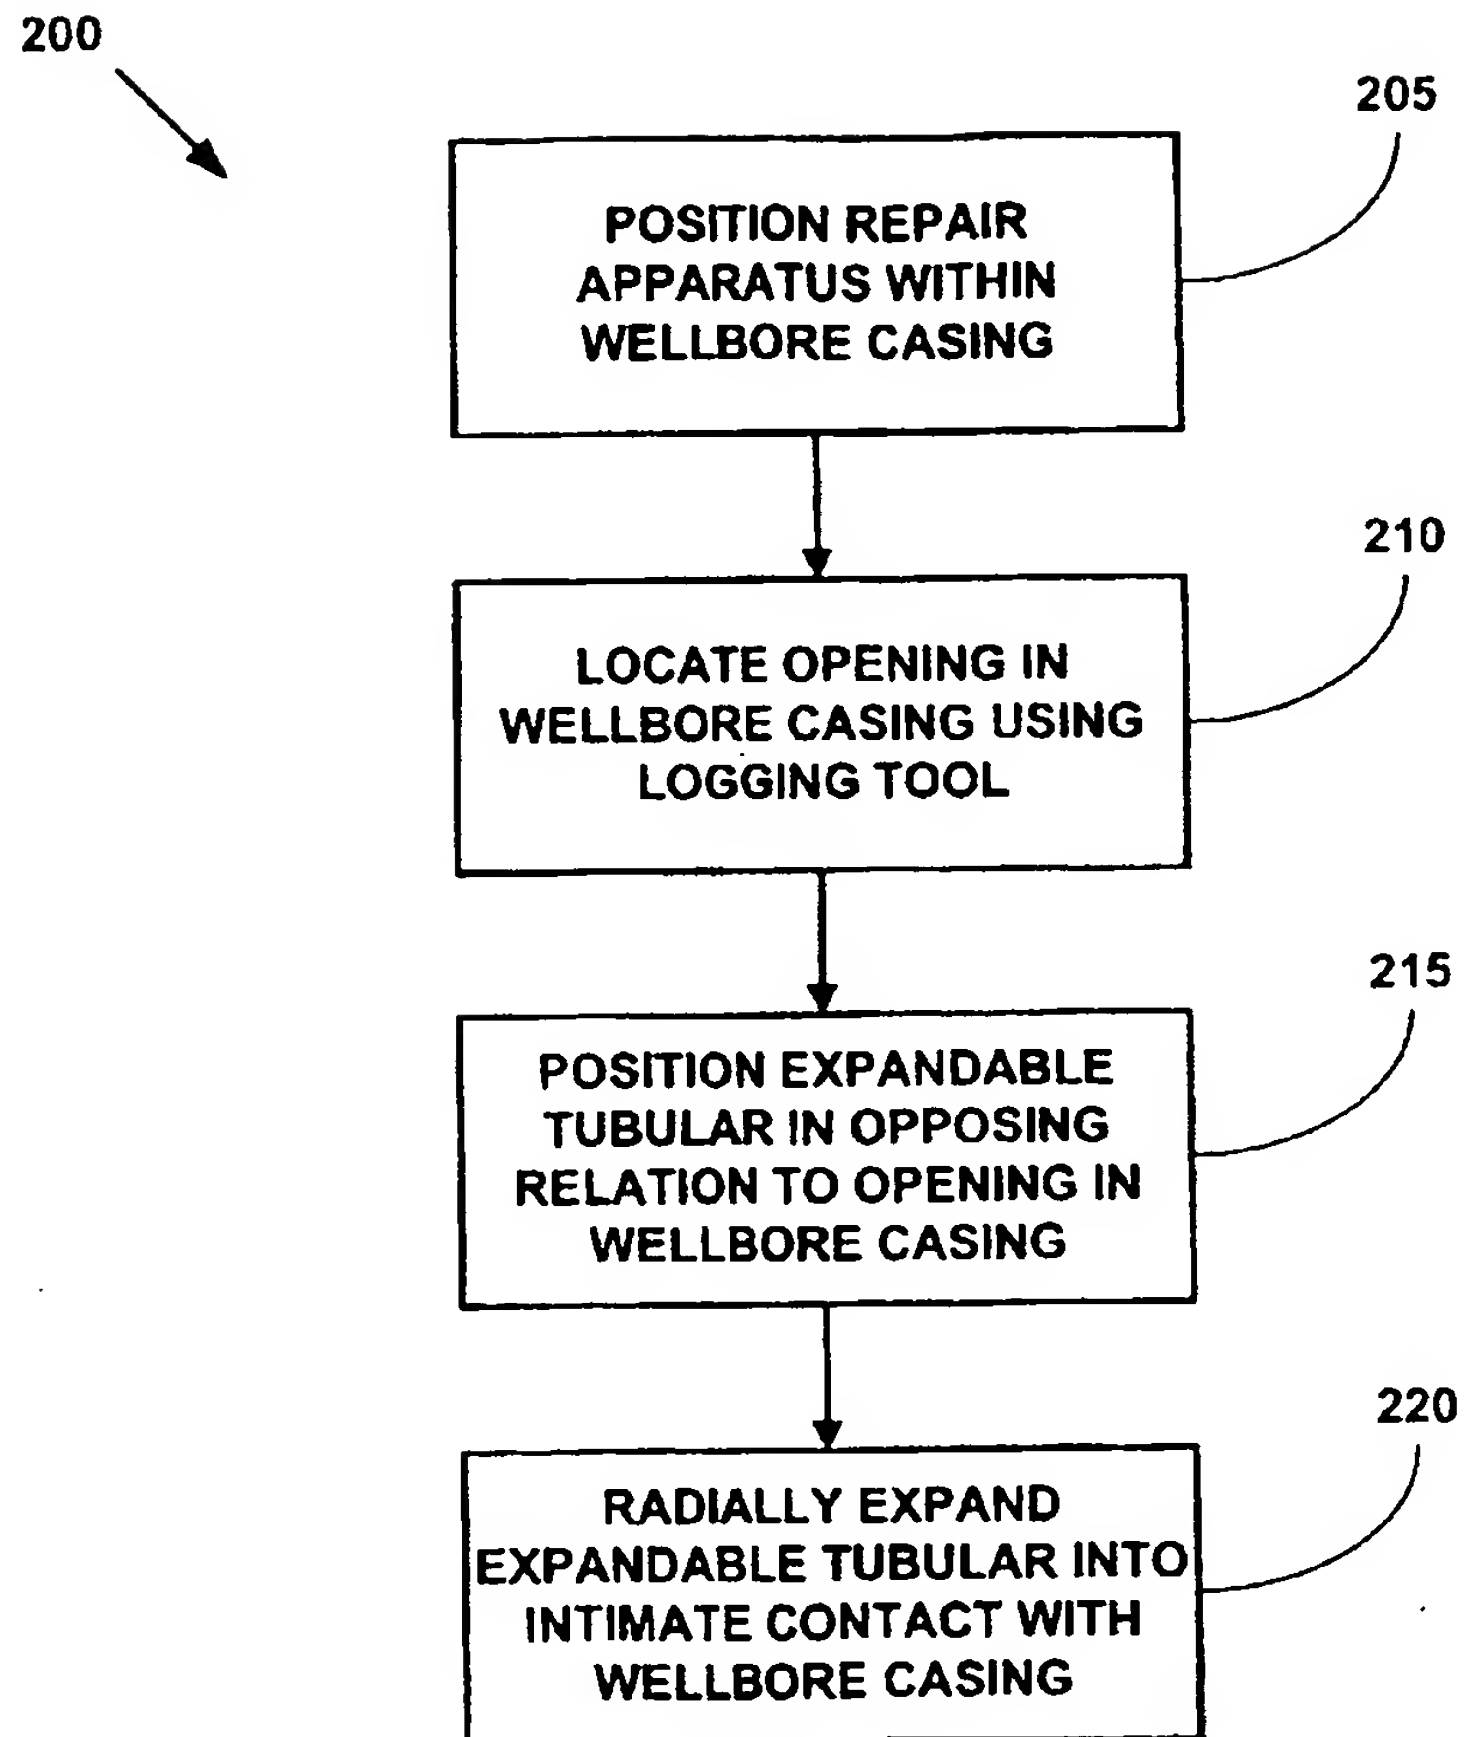 200
205
POSITION REPAIR
APPARATUS WITHIN
WELLBORE CASING
210
LOCATE OPENING IN
WELLBORE CASING USING
LOGGING TOOL
215
POSITION EXPANDABLE
TUBULAR IN OPPOSING
RELATION TO OPENING IN
WELLBORE CASING
220
RADIALLY EXPAND
EXPANDABLE TUBULAR INTO
INTIMATE CONTACT WITH
WELLBORE CASING